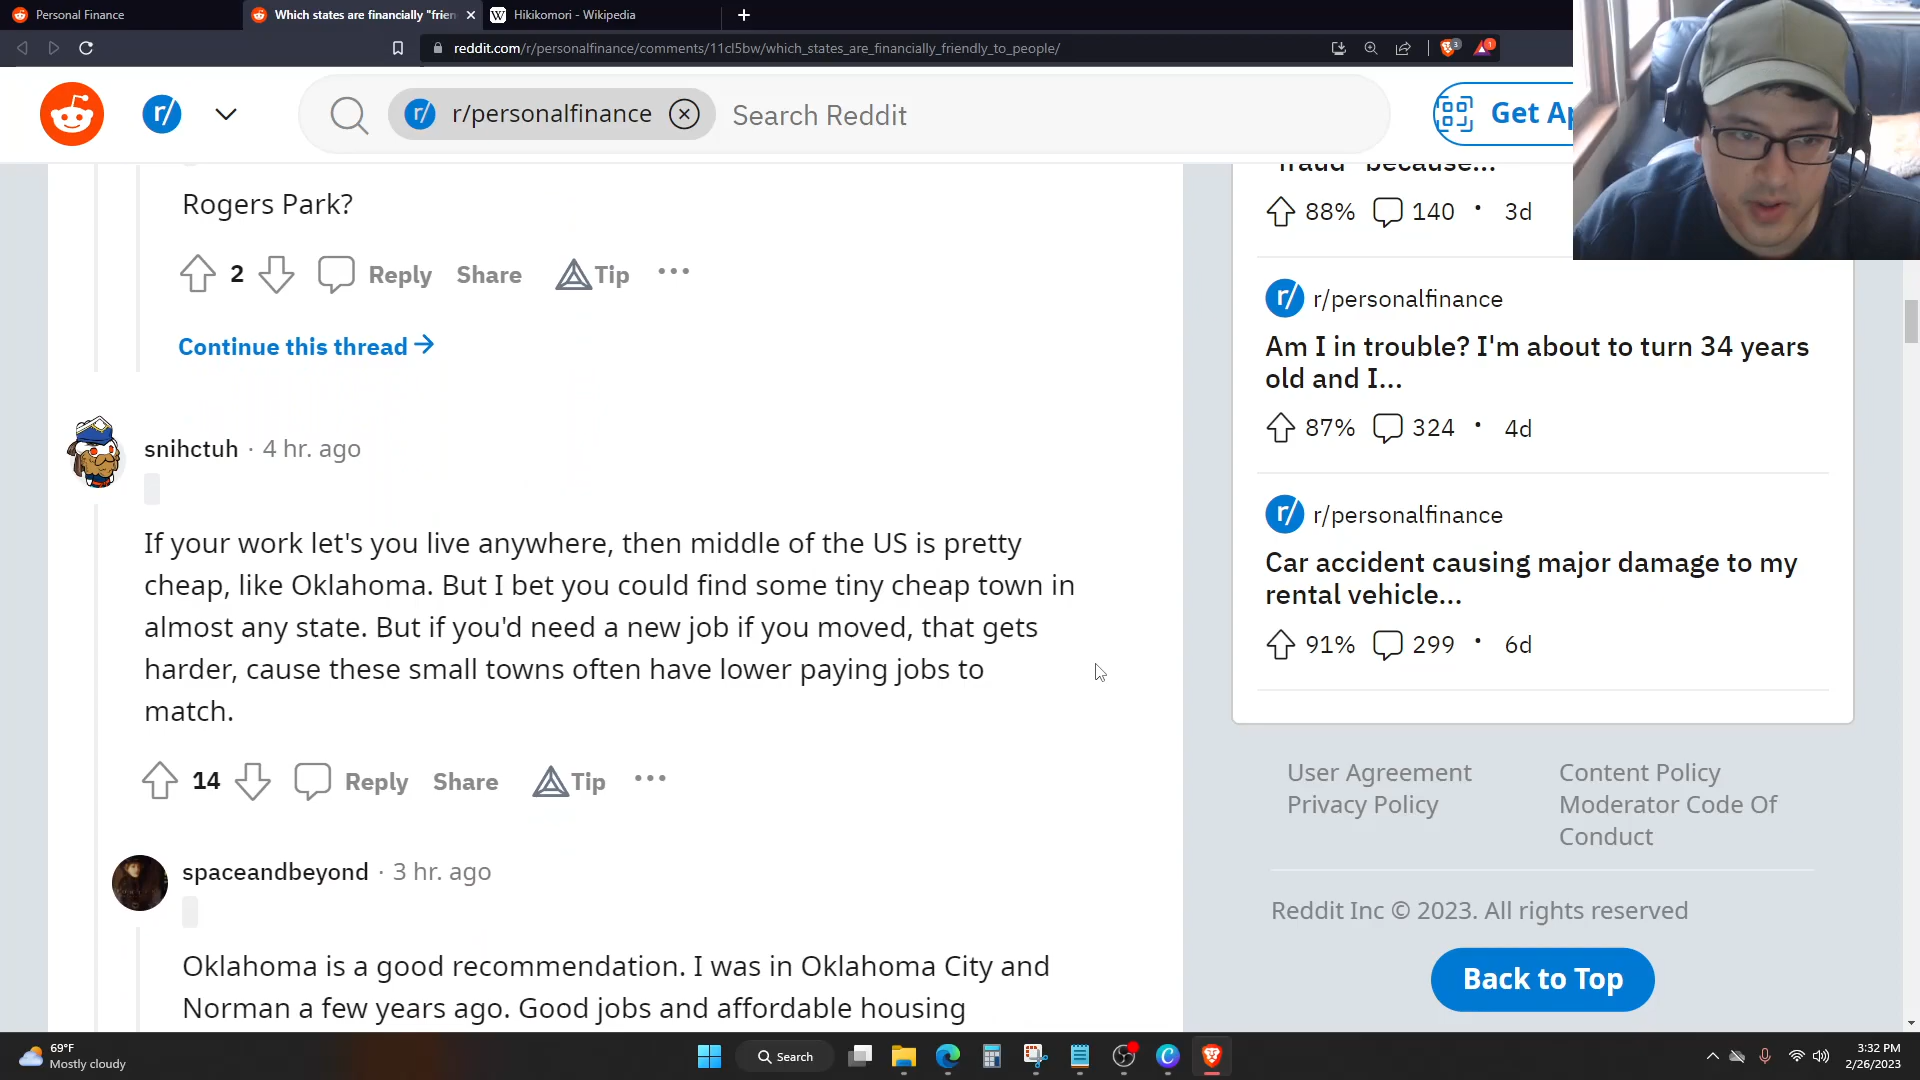 Personal Finance
Which states are financially "frien
Hikikomori - Wikipedia
reddit.com/r/personalfinance/comments/11cl5bw/which_states_are_financially_friendly_to_people/
r/
r/
r/personalfinance
Search Reddit
Get Ap
"fraud" because...
88% 140 • 3d
Rogers Park?
2 Reply Share Tip •••
Continue this thread →
r/ r/personalfinance
Am I in trouble? I'm about to turn 34 years
old and I...
87% 324 • 4d
snihctuh · 4 hr. ago
If your work let's you live anywhere, then middle of the US is pretty
cheap, like Oklahoma. But I bet you could find some tiny cheap town in
almost any state. But if you'd need a new job if you moved, that gets
harder, cause these small towns often have lower paying jobs to
match.
14 Reply Share Tip •••
r/ r/personalfinance
Car accident causing major damage to my
rental vehicle...
91% 299 • 6d
User Agreement
Privacy Policy
Content Policy
Moderator Code Of
Conduct
spaceandbeyond · 3 hr. ago
Oklahoma is a good recommendation. I was in Oklahoma City and
Norman a few years ago. Good jobs and affordable housing
Reddit Inc © 2023. All rights reserved
Back to Top
69°F
Mostly cloudy
Search
3:32 PM
2/26/2023